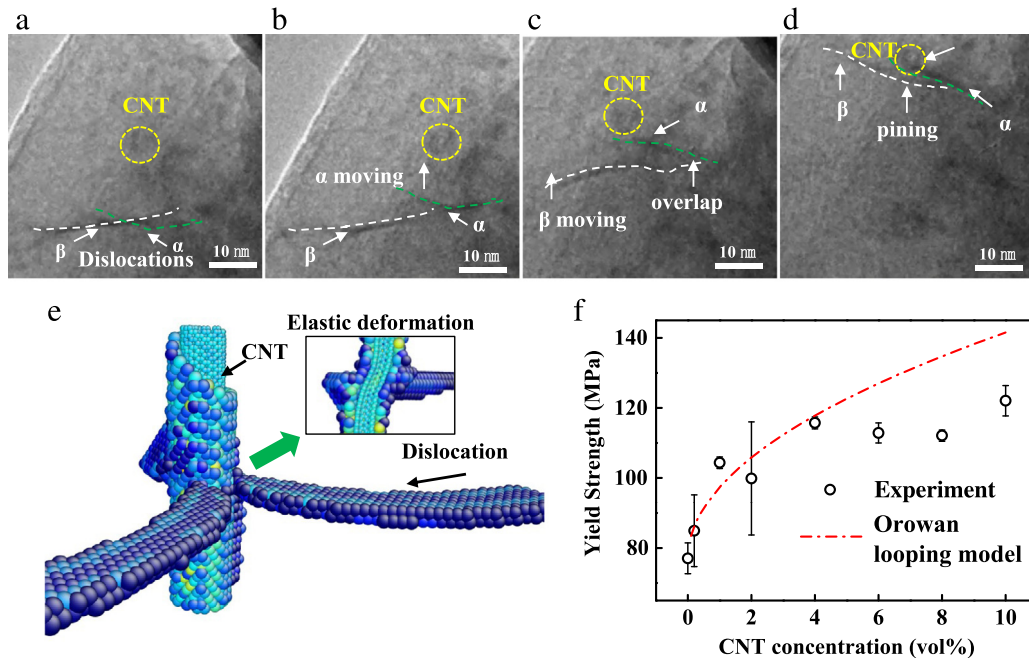 a
CNT
β
α
Dislocations
10 nm
b
CNT
α moving
α
β
10 nm
c
CNT
α
β moving
overlap
10 nm
d
CNT
β
α
pining
10 nm
e
Elastic deformation
CNT
Dislocation
f
Yield Strength (MPa)
140
120
100
80
Experiment
Orowan
looping model
0 2 4 6 8 10
CNT concentration (vol%)